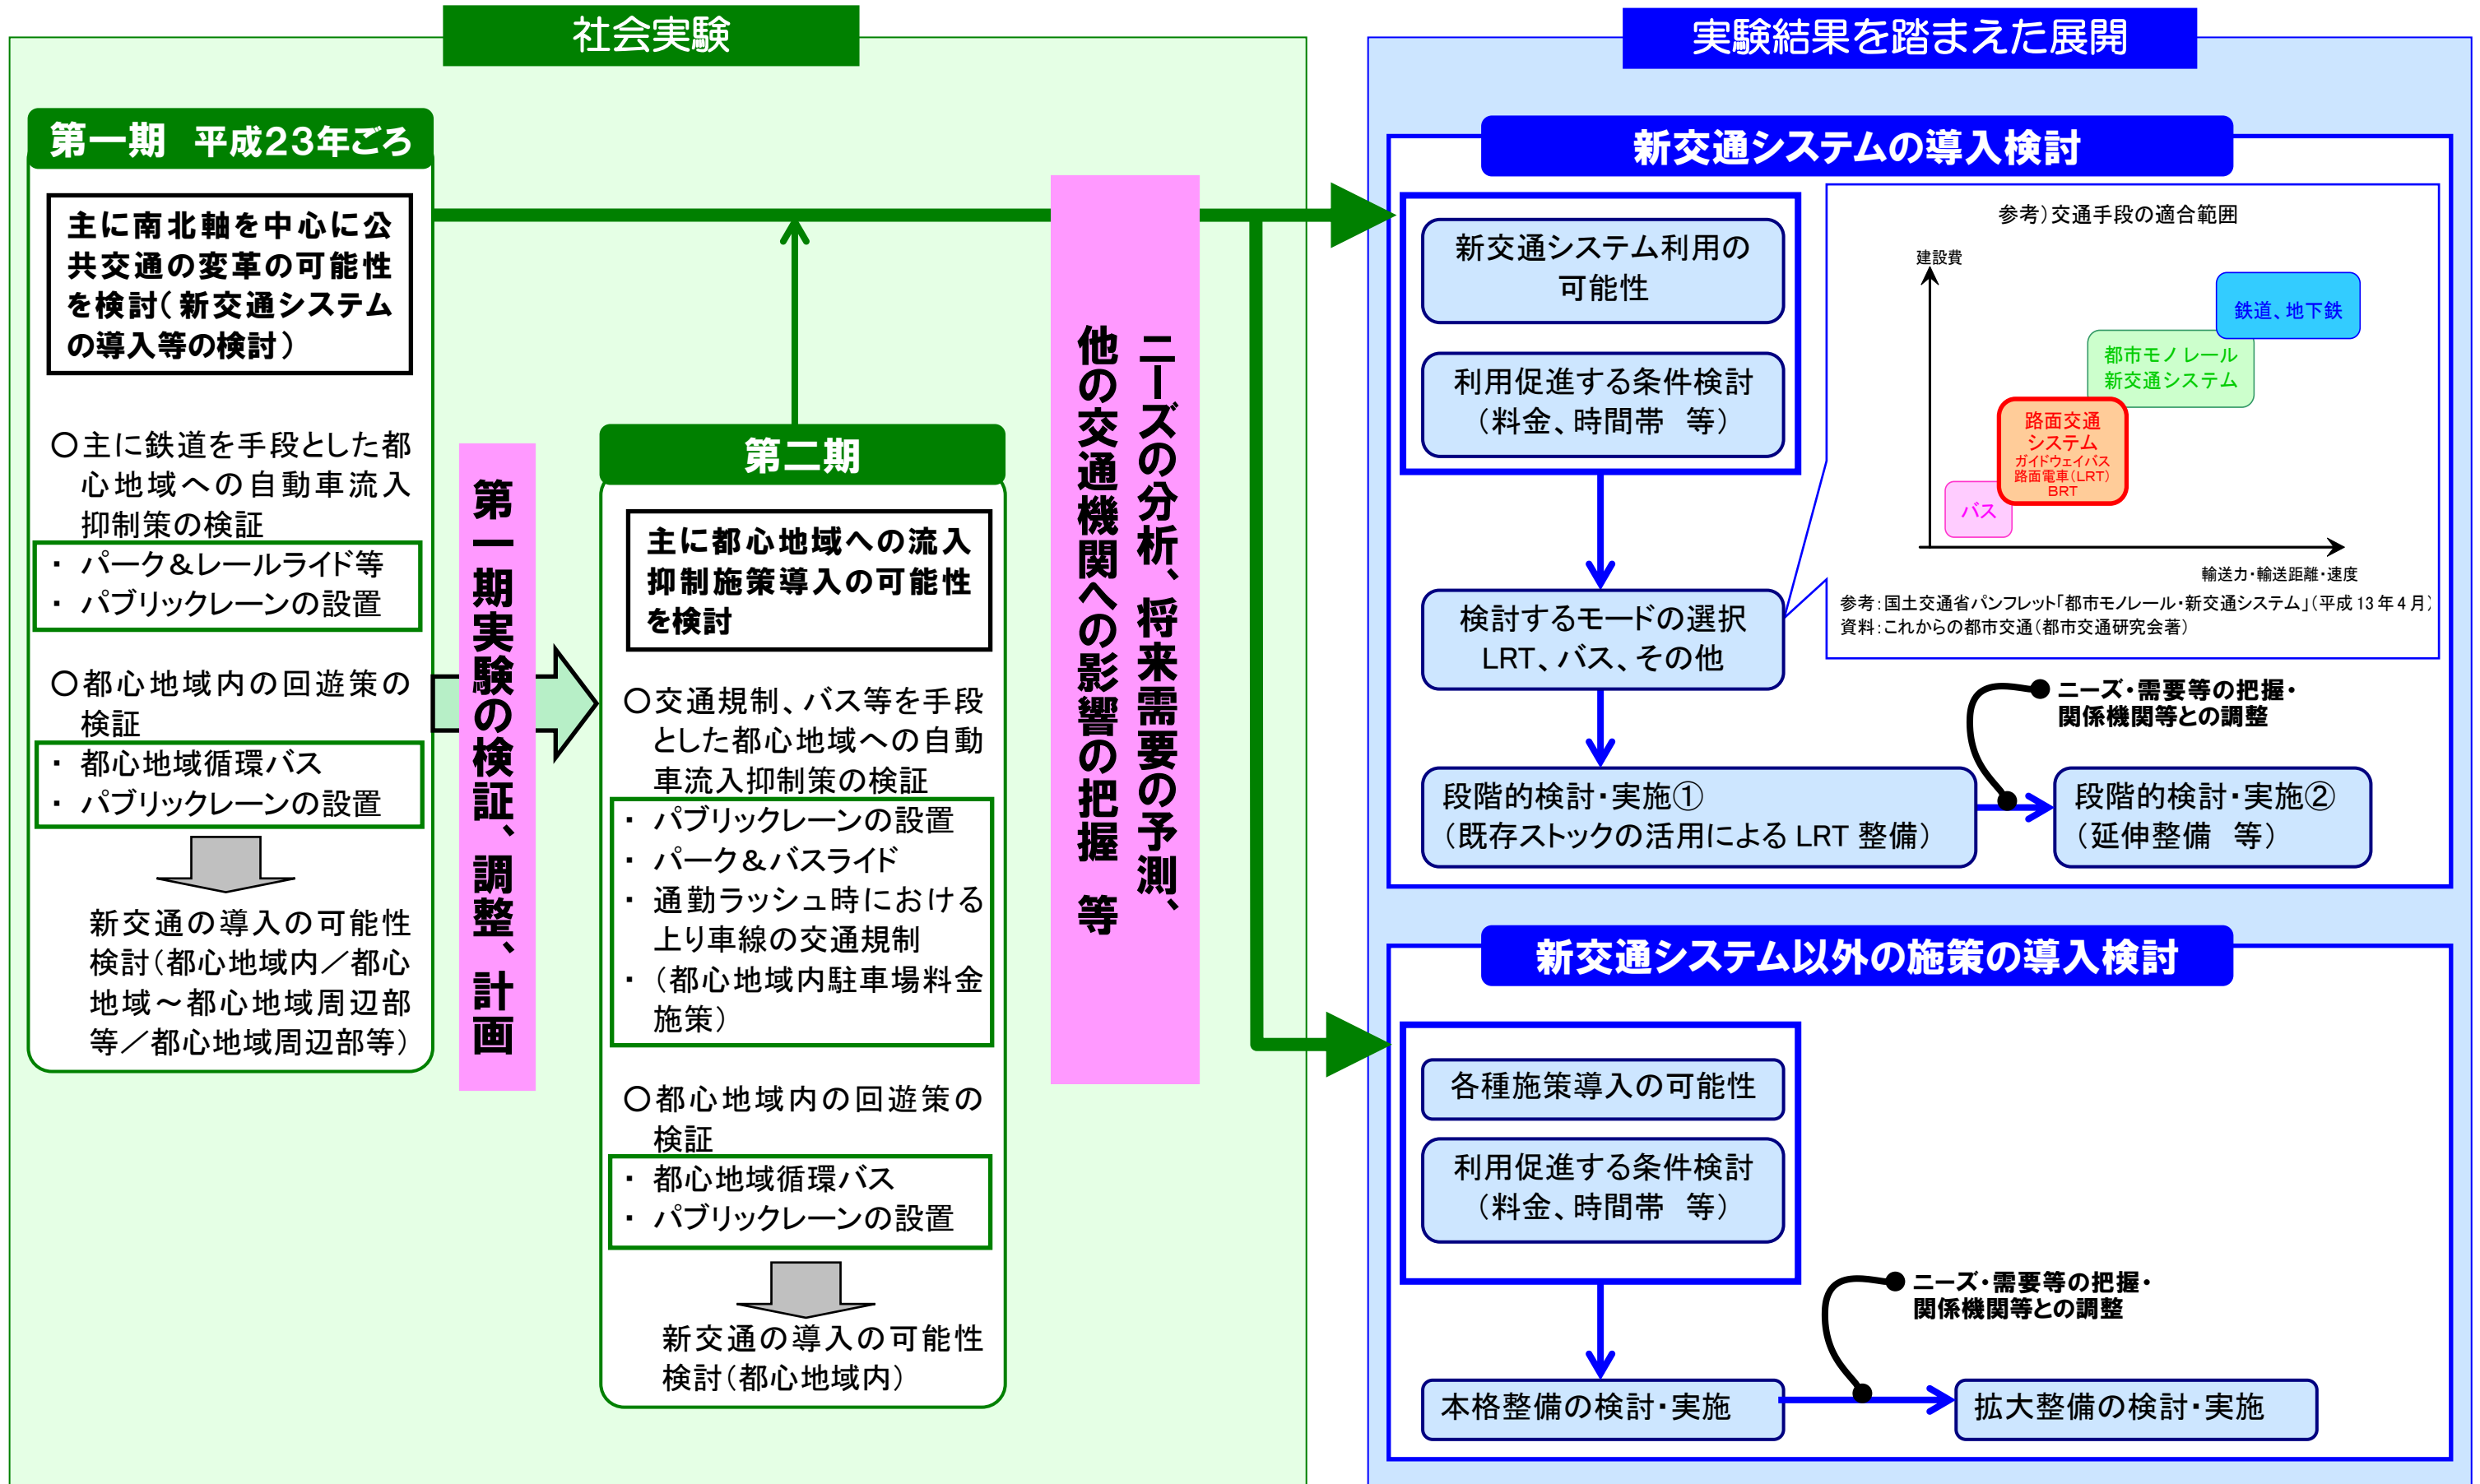 社会実験
第一期　平成23年ごろ
主に南北軸を中心に公
共交通の変革の可能性
を検討（新交通システム
の導入等の検討）
○主に鉄道を手段とした都
心地域への自動車流入
抑制策の検証
・ パーク＆レールライド等
・ パブリックレーンの設置
○都心地域内の回遊策の
検証
・ 都心地域循環バス
・ パブリックレーンの設置
新交通の導入の可能性
検討（都心地域内／都心
地域～都心地域周辺部
等／都心地域周辺部等）
第一期実験の検証、調整、計画
第二期
主に都心地域への流入
抑制施策導入の可能性
を検討
○交通規制、バス等を手段
とした都心地域への自動
車流入抑制策の検証
・ パブリックレーンの設置
・ パーク＆バスライド
・ 通勤ラッシュ時における
上り車線の交通規制
・ （都心地域内駐車場料金
施策）
○都心地域内の回遊策の
検証
・ 都心地域循環バス
・ パブリックレーンの設置
新交通の導入の可能性
検討（都心地域内）
ニーズの分析、将来需要の予測、
他の交通機関への影響の把握　等
実験結果を踏まえた展開
新交通システムの導入検討
新交通システム利用の
可能性
利用促進する条件検討
（料金、時間帯　等）
検討するモードの選択
LRT、バス、その他
段階的検討・実施①
（既存ストックの活用による LRT 整備）
ニーズ・需要等の把握・
関係機関等との調整
段階的検討・実施②
（延伸整備　等）
参考）交通手段の適合範囲
建設費
鉄道、地下鉄
都市モノレール
新交通システム
路面交通
システム
ガイドウェイバス
路面電車（LRT）
BRT
バス
輸送力・輸送距離・速度
参考：国土交通省パンフレット「都市モノレール・新交通システム」（平成 13 年 4 月）
資料：これからの都市交通（都市交通研究会著）
新交通システム以外の施策の導入検討
各種施策導入の可能性
利用促進する条件検討
（料金、時間帯　等）
ニーズ・需要等の把握・
関係機関等との調整
本格整備の検討・実施
拡大整備の検討・実施